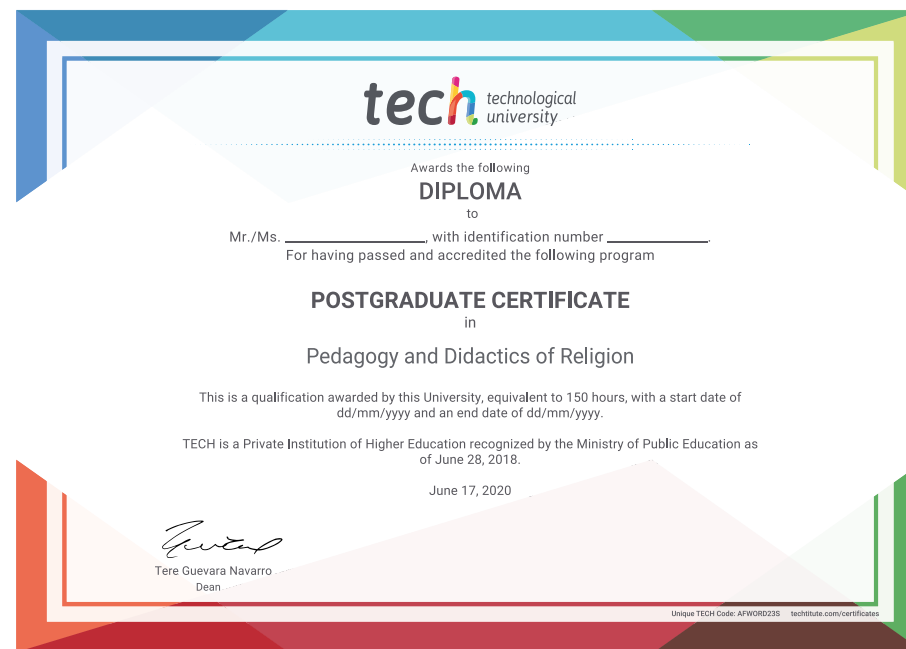 tech technological
university
Awards the following
DIPLOMA
to
Mr./Ms. ____________________, with identification number ______________.
For having passed and accredited the following program
POSTGRADUATE CERTIFICATE
in
Pedagogy and Didactics of Religion
This is a qualification awarded by this University, equivalent to 150 hours, with a start date of
dd/mm/yyyy and an end date of dd/mm/yyyy.
TECH is a Private Institution of Higher Education recognized by the Ministry of Public Education as
of June 28, 2018.
June 17, 2020
Tere Guevara Navarro
Dean
Unique TECH Code: AFWORD23S techtitute.com/certificates